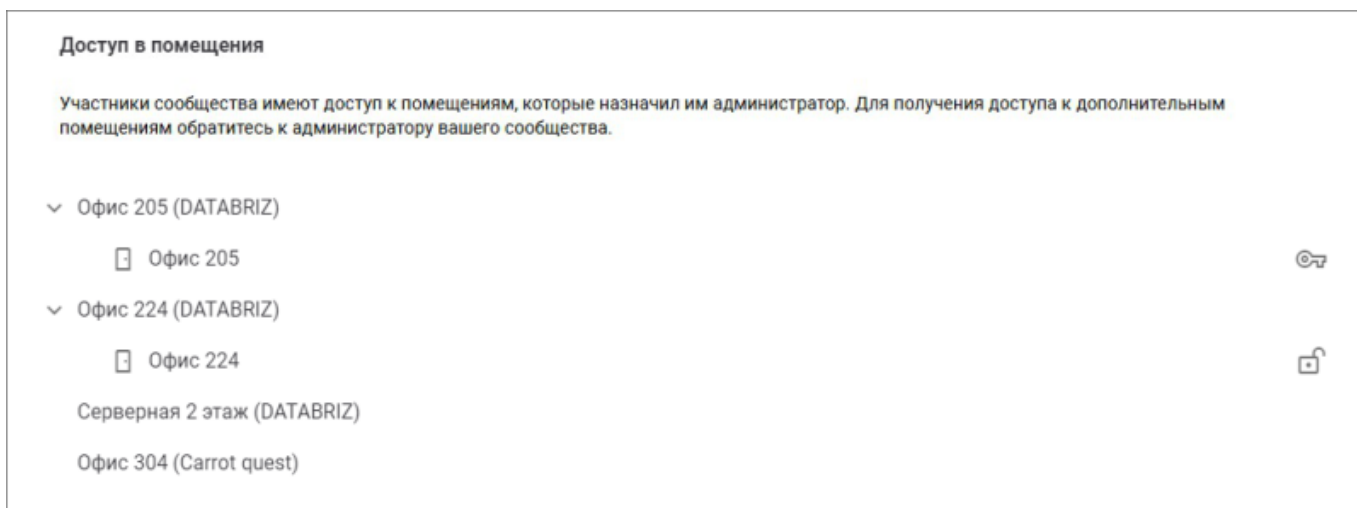 Доступ в помещения
Участники сообщества имеют доступ к помещениям, которые назначил им администратор. Для получения доступа к дополнительным
помещениям обратитесь к администратору вашего сообщества.
Офис 205 (DATABRIZ)
Офис 205
Офис 224 (DATABRIZ)
Офис 224
Серверная 2 этаж (DATABRIZ)
Офис 304 (Carrot quest)